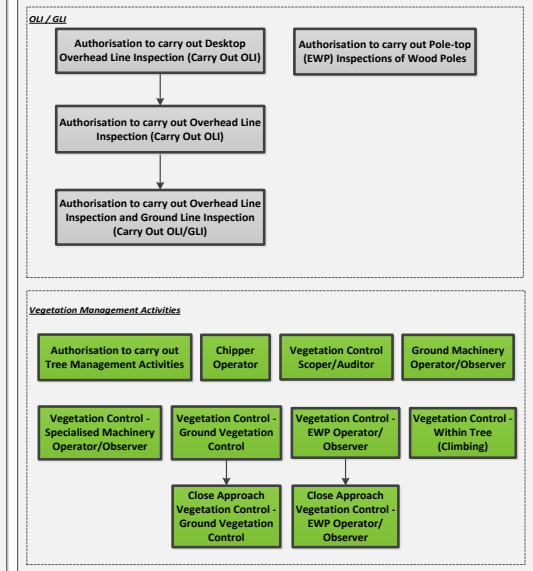 OLI / GLI
Authorisation to carry out Desktop
Overhead Line Inspection (Carry Out OLI)
Authorisation to carry out Pole-top
(EWP) Inspections of Wood Poles
Authorisation to carry out Overhead Line
Inspection (Carry Out OLI)
Authorisation to carry out Overhead Line
Inspection and Ground Line Inspection
(Carry Out OLI/GLI)
Vegetation Management Activities
Authorisation to carry out
Tree Management Activities
Chipper
Operator
Vegetation Control
Scoper/Auditor
Ground Machinery
Operator/Observer
Vegetation Control -
Specialised Machinery
Operator/Observer
Vegetation Control -
Ground Vegetation
Control
Vegetation Control -
EWP Operator/
Observer
Vegetation Control -
Within Tree
(Climbing)
Close Approach
Vegetation Control -
Ground Vegetation
Control
Close Approach
Vegetation Control -
EWP Operator/
Observer